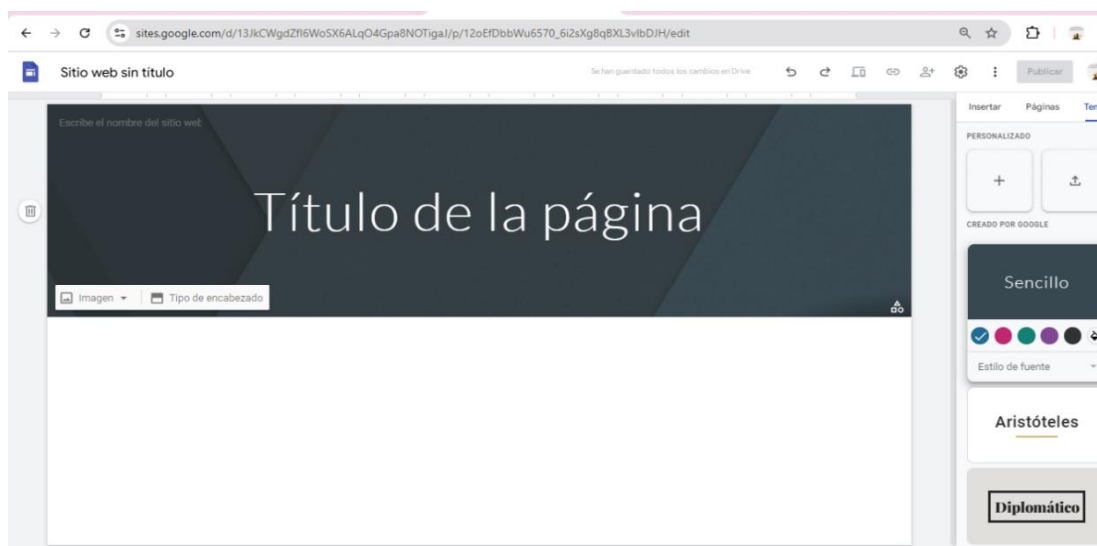 sites.google.com/d/13JkCWgdZfl6WoSX6ALqO4Gpa8NOTigaJ/p/12oEfDbbWu6570_6i2sXg8qBXL3vlbDJH/edit
Sitio web sin título
Se han guardado todos los cambios en Drive
Publicar
Insertar Páginas
Escribe el nombre del sitio web
Título de la página
Imagen
Tipo de encabezado
PERSONALIZADO
CREADO POR GOOGLE
Sencillo
Estilo de fuente
Aristóteles
Diplomático